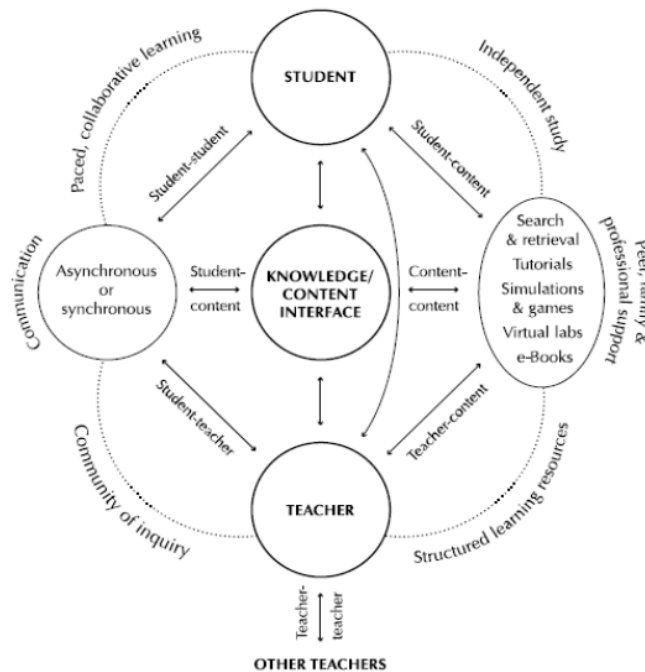 Paced, collaborative learning
STUDENT
Independent study
Student-student
Student-content
Communication
Asynchronous
or
synchronous
Student-
content
KNOWLEDGE/
CONTENT
INTERFACE
Content-
content
Search
& retrieval
Tutorials
Simulations
& games
Virtual labs
e-Books
peer, family &
professional support
Student-teacher
Teacher-content
Community of inquiry
TEACHER
Structured learning resources
Teacher-
teacher
OTHER TEACHERS